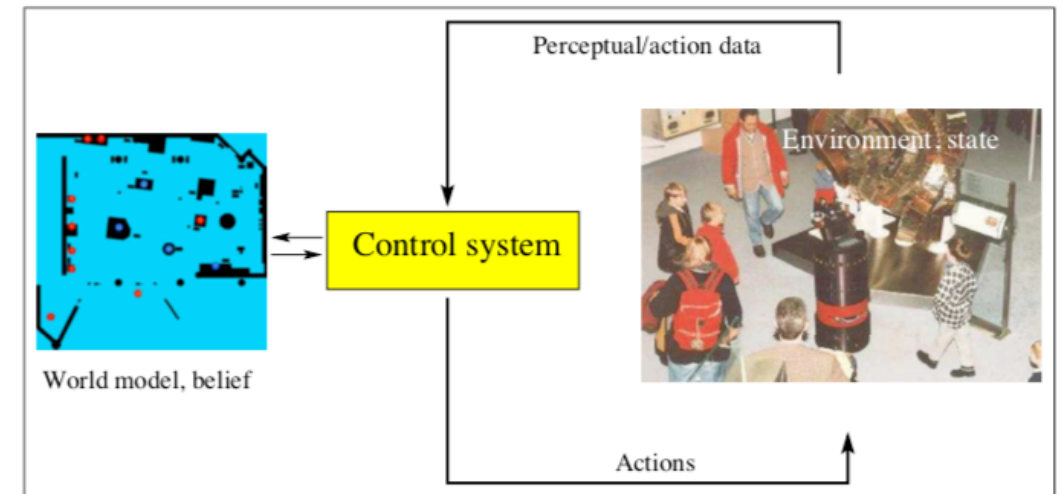 Perceptual/action data
Environment, state
Control system
World model, belief
Actions